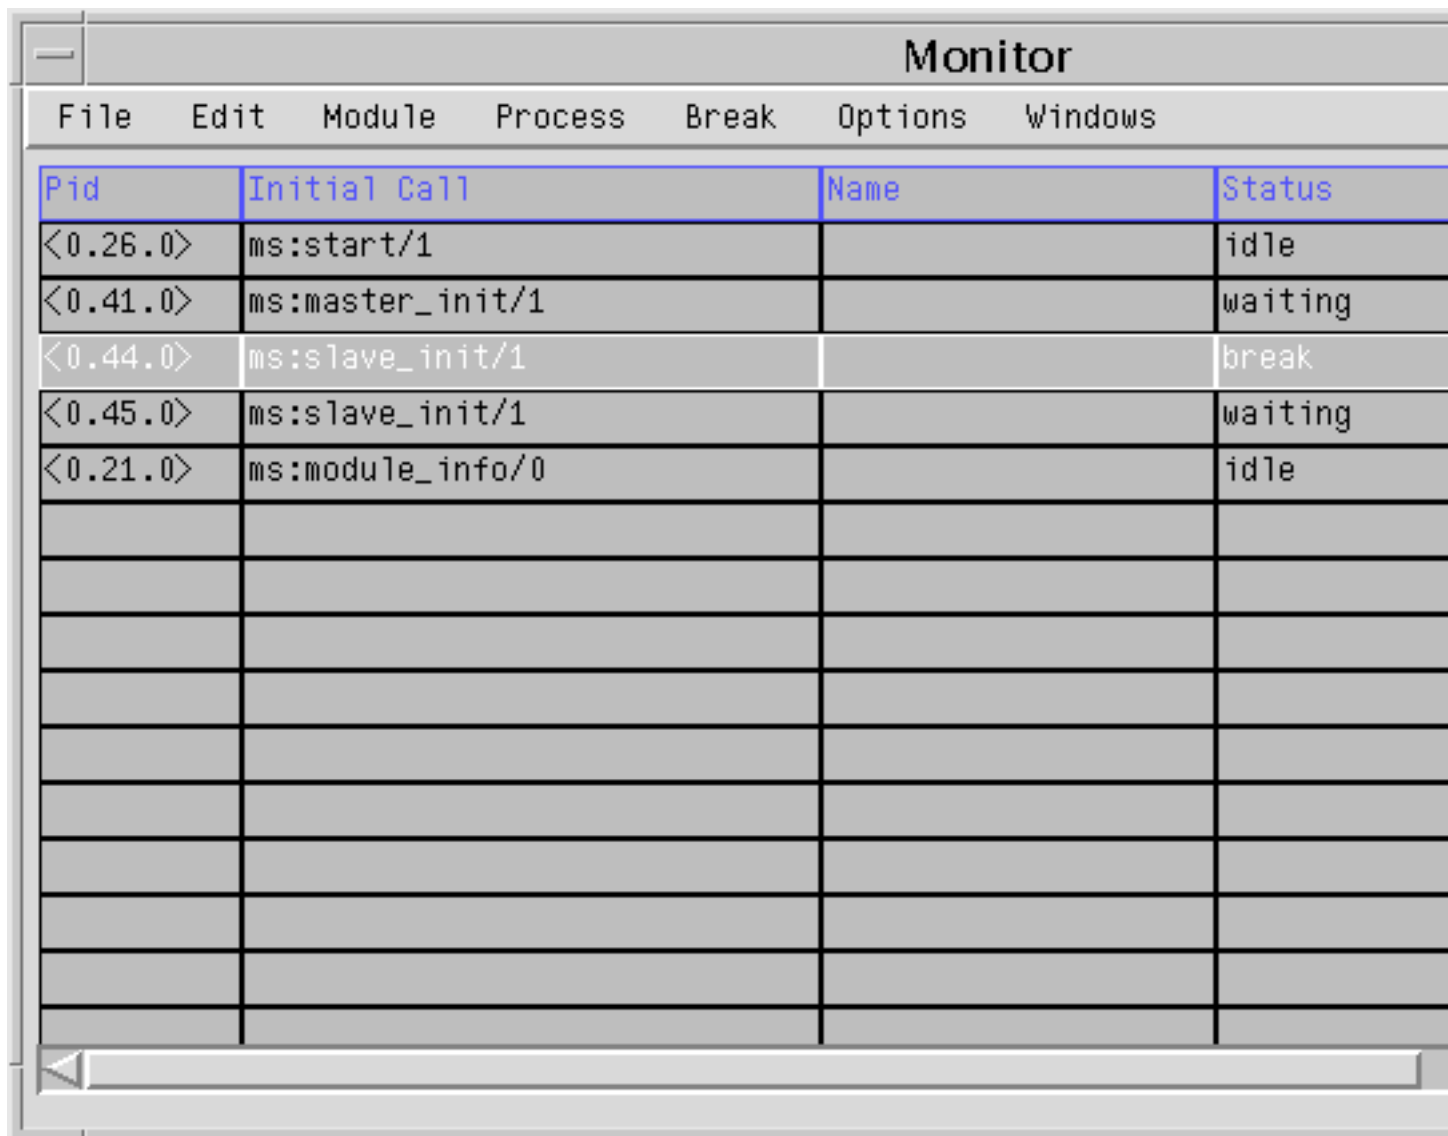 Monitor
File Edit Module Process Break Options Windows
Pid Initial Call Name Status
<0.26.0> ms:start/1 idle
<0.41.0> ms:master_init/1 waiting
<0.44.0> ms:slave_init/1 break
<0.45.0> ms:slave_init/1 waiting
<0.21.0> ms:module_info/0 idle